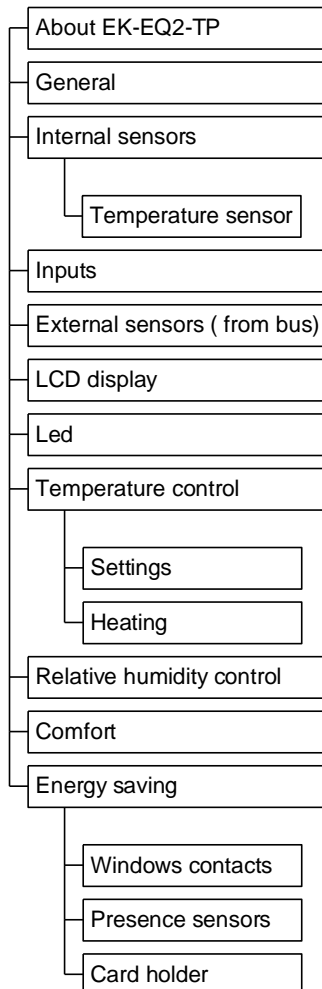 About EK-EQ2-TP
General
Internal sensors
Temperature sensor
Inputs
External sensors ( from bus)
LCD display
Led
Temperature control
Settings
Heating
Relative humidity control
Comfort
Energy saving
Windows contacts
Presence sensors
Card holder